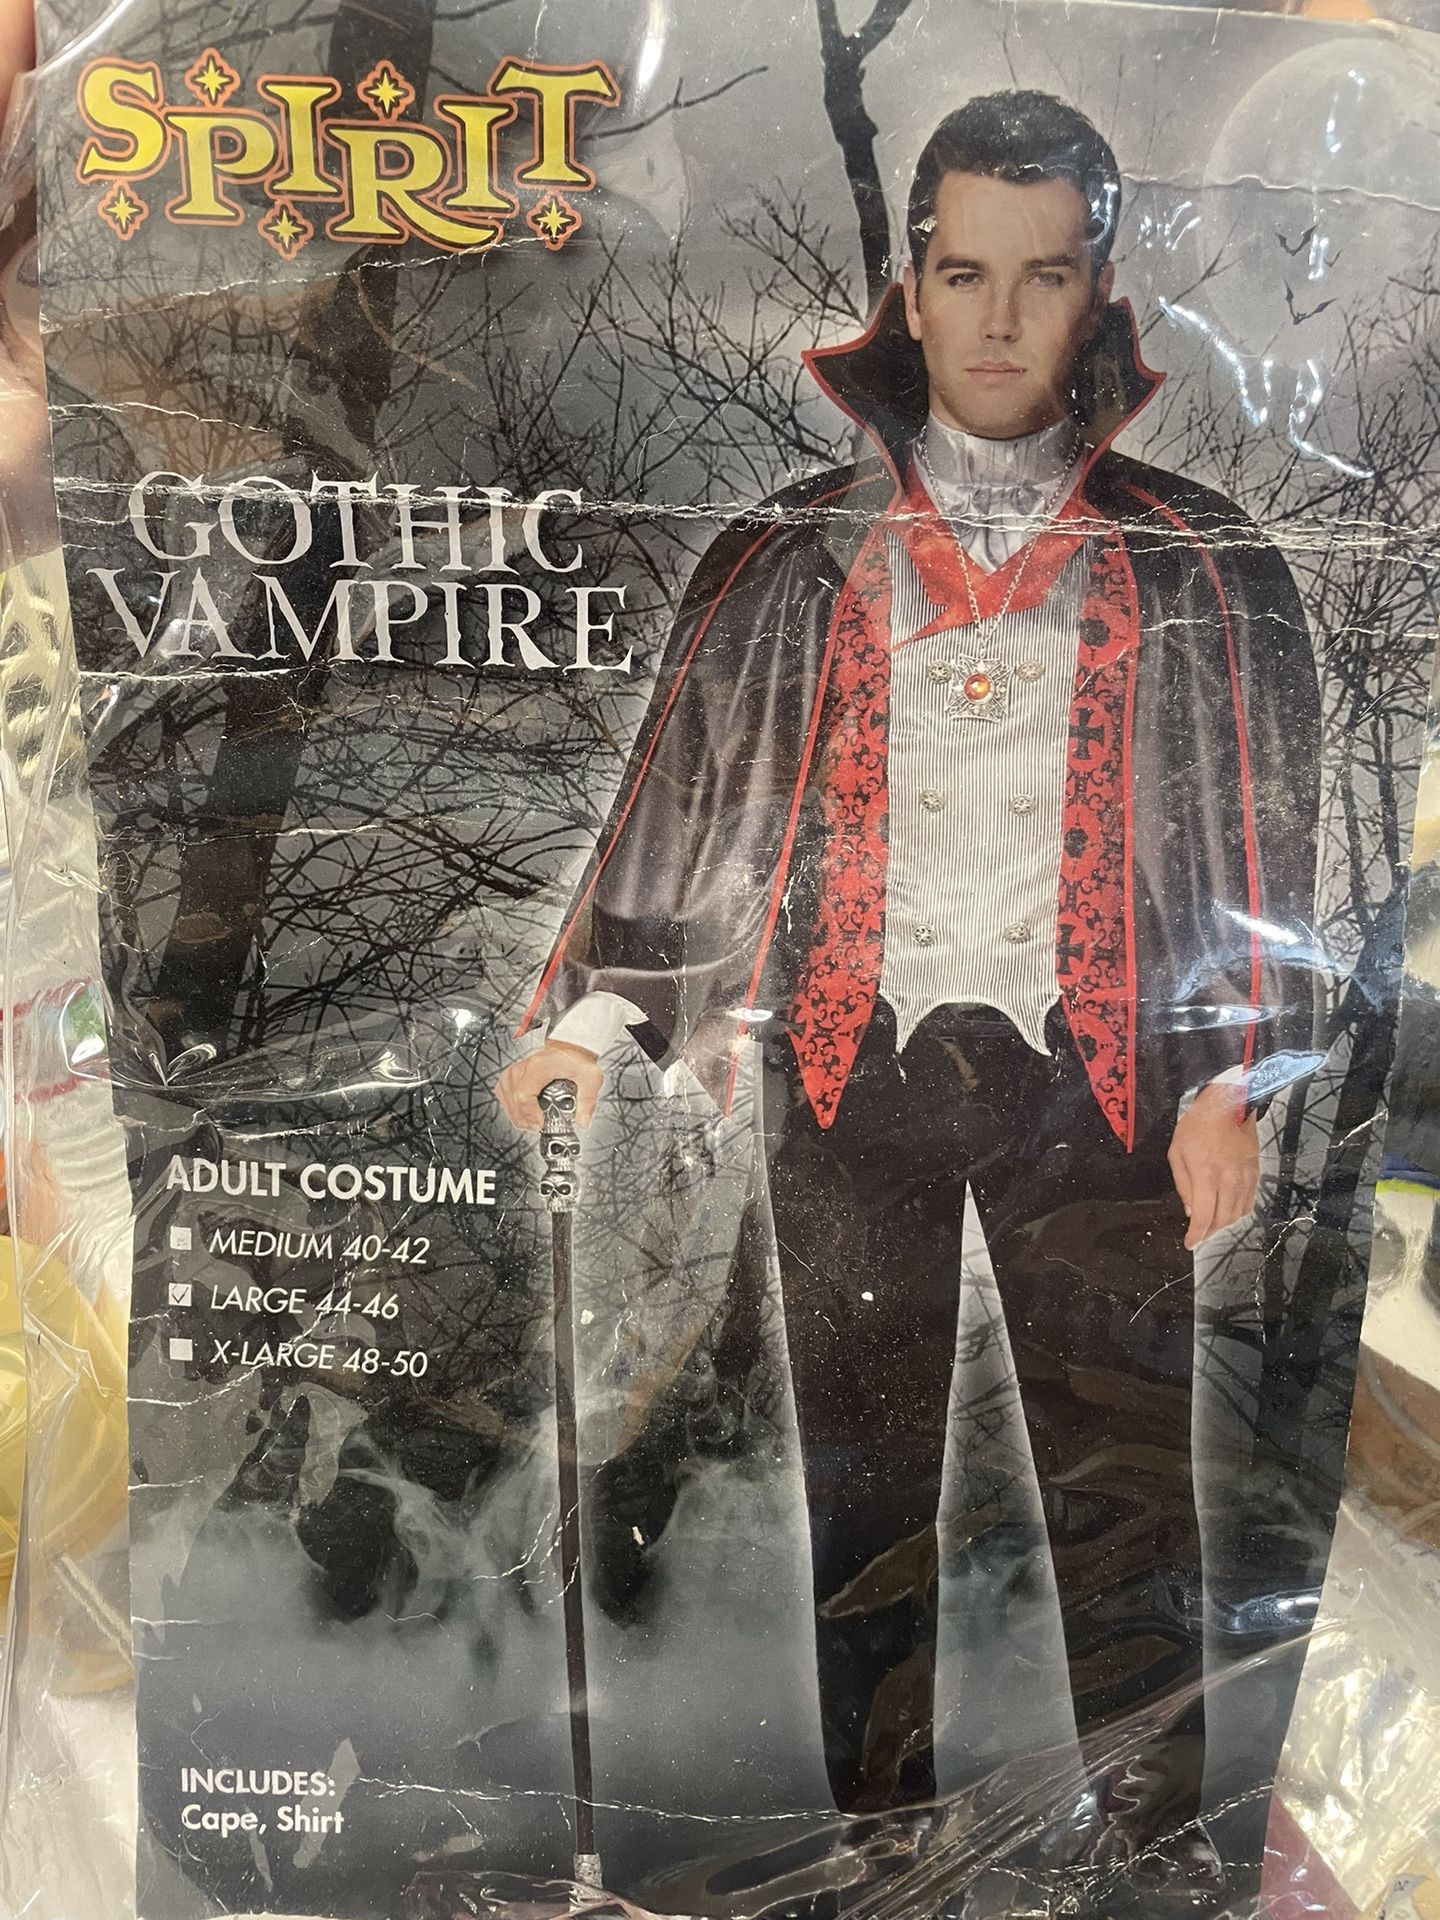 SPIRIT
GOTHIC
VAMPIRE
ADULT COSTUME
MEDIUM 40-42
LARGE 44-46
X-LARGE 48-50
INCLUDES:
Cape, Shirt